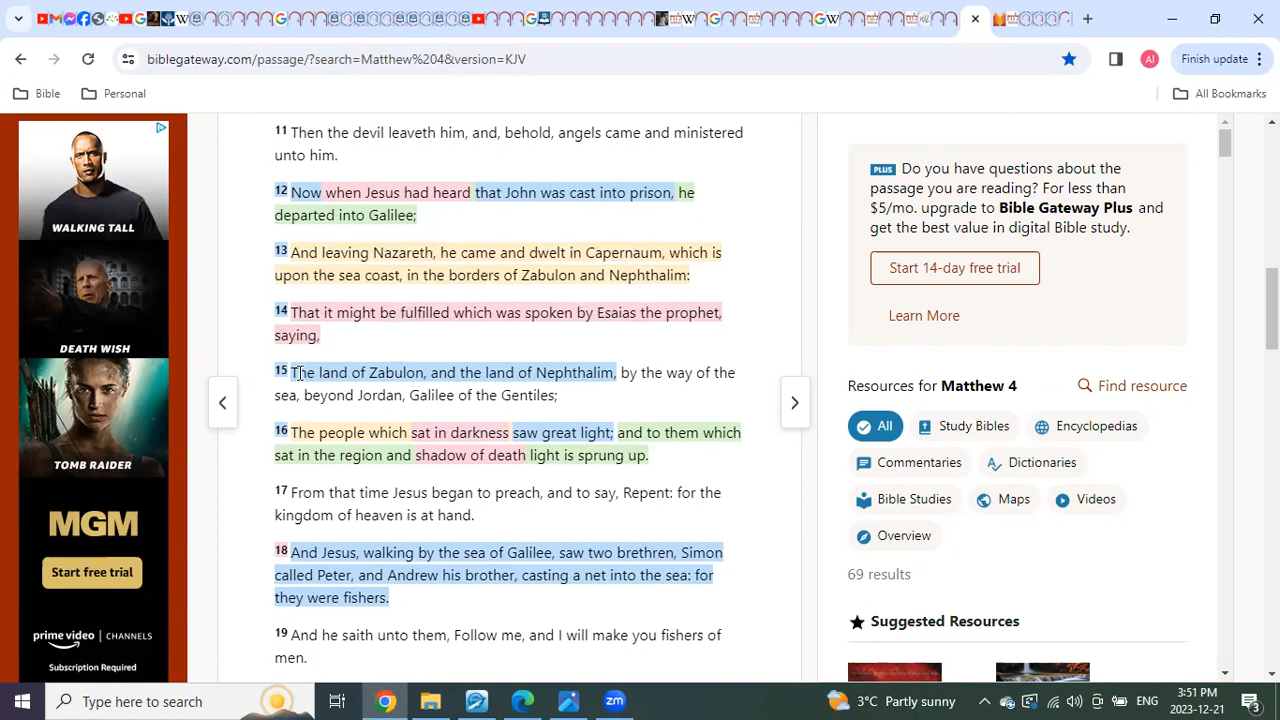 biblegateway.com/passage/?search=Matthew%204&version=KJV
AI
Finish update
Bible
Personal
All Bookmarks
WALKING TALL
DEATH WISH
TOMB RAIDER
MGM
Start free trial
prime video | CHANNELS
Subscription Required
11 Then the devil leaveth him, and, behold, angels came and ministered
unto him.
12 Now when Jesus had heard that John was cast into prison, he
departed into Galilee;
13 And leaving Nazareth, he came and dwelt in Capernaum, which is
upon the sea coast, in the borders of Zabulon and Nephthalim:
14 That it might be fulfilled which was spoken by Esaias the prophet,
saying,
15 The land of Zabulon, and the land of Nephthalim, by the way of the
sea, beyond Jordan, Galilee of the Gentiles;
16 The people which sat in darkness saw great light; and to them which
sat in the region and shadow of death light is sprung up.
17 From that time Jesus began to preach, and to say, Repent: for the
kingdom of heaven is at hand.
18 And Jesus, walking by the sea of Galilee, saw two brethren, Simon
called Peter, and Andrew his brother, casting a net into the sea: for
they were fishers.
19 And he saith unto them, Follow me, and I will make you fishers of
men.
PLUS Do you have questions about the
passage you are reading? For less than
$5/mo. upgrade to Bible Gateway Plus and
get the best value in digital Bible study.
Start 14-day free trial
Learn More
Resources for Matthew 4
Find resource
All
Study Bibles
Encyclopedias
Commentaries
Dictionaries
Bible Studies
Maps
Videos
Overview
69 results
Suggested Resources
Type here to search
zm
3°C Partly sunny
ENG
3:51 PM
2023-12-21
3